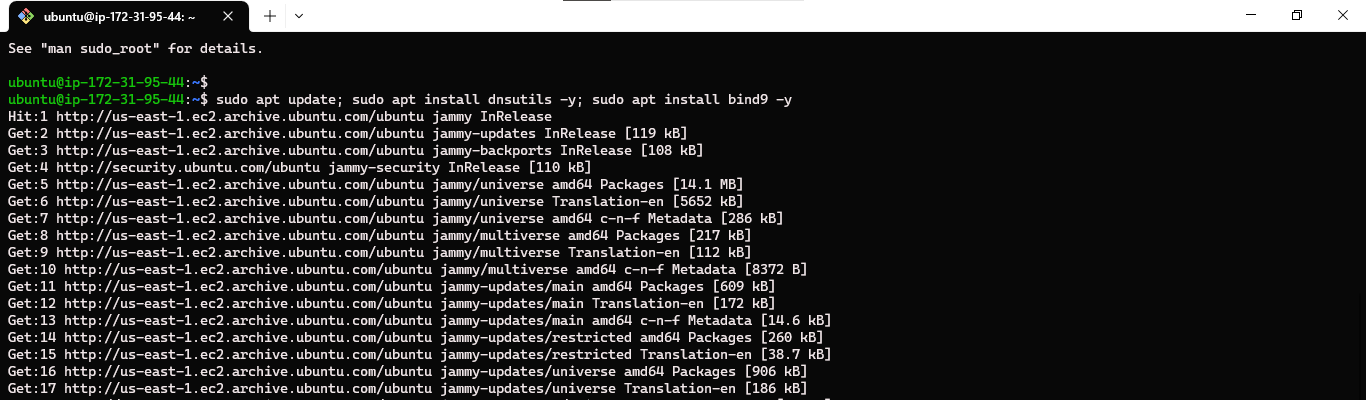 ubuntu@ip-172-31-95-44: ~
See "man sudo_root" for details.
ubuntu@ip-172-31-95-44:~$
ubuntu@ip-172-31-95-44:~$ sudo apt update; sudo apt install dnsutils -y; sudo apt install bind9 -y
Hit:1 http://us-east-1.ec2.archive.ubuntu.com/ubuntu jammy InRelease
Get:2 http://us-east-1.ec2.archive.ubuntu.com/ubuntu jammy-updates InRelease [119 kB]
Get:3 http://us-east-1.ec2.archive.ubuntu.com/ubuntu jammy-backports InRelease [108 kB]
Get:4 http://security.ubuntu.com/ubuntu jammy-security InRelease [110 kB]
Get:5 http://us-east-1.ec2.archive.ubuntu.com/ubuntu jammy/universe amd64 Packages [14.1 MB]
Get:6 http://us-east-1.ec2.archive.ubuntu.com/ubuntu jammy/universe Translation-en [5652 kB]
Get:7 http://us-east-1.ec2.archive.ubuntu.com/ubuntu jammy/universe amd64 c-n-f Metadata [286 kB]
Get:8 http://us-east-1.ec2.archive.ubuntu.com/ubuntu jammy/multiverse amd64 Packages [217 kB]
Get:9 http://us-east-1.ec2.archive.ubuntu.com/ubuntu jammy/multiverse Translation-en [112 kB]
Get:10 http://us-east-1.ec2.archive.ubuntu.com/ubuntu jammy/multiverse amd64 c-n-f Metadata [8372 B]
Get:11 http://us-east-1.ec2.archive.ubuntu.com/ubuntu jammy-updates/main amd64 Packages [609 kB]
Get:12 http://us-east-1.ec2.archive.ubuntu.com/ubuntu jammy-updates/main Translation-en [172 kB]
Get:13 http://us-east-1.ec2.archive.ubuntu.com/ubuntu jammy-updates/main amd64 c-n-f Metadata [14.6 kB]
Get:14 http://us-east-1.ec2.archive.ubuntu.com/ubuntu jammy-updates/restricted amd64 Packages [260 kB]
Get:15 http://us-east-1.ec2.archive.ubuntu.com/ubuntu jammy-updates/restricted Translation-en [38.7 kB]
Get:16 http://us-east-1.ec2.archive.ubuntu.com/ubuntu jammy-updates/universe amd64 Packages [906 kB]
Get:17 http://us-east-1.ec2.archive.ubuntu.com/ubuntu jammy-updates/universe Translation-en [186 kB]